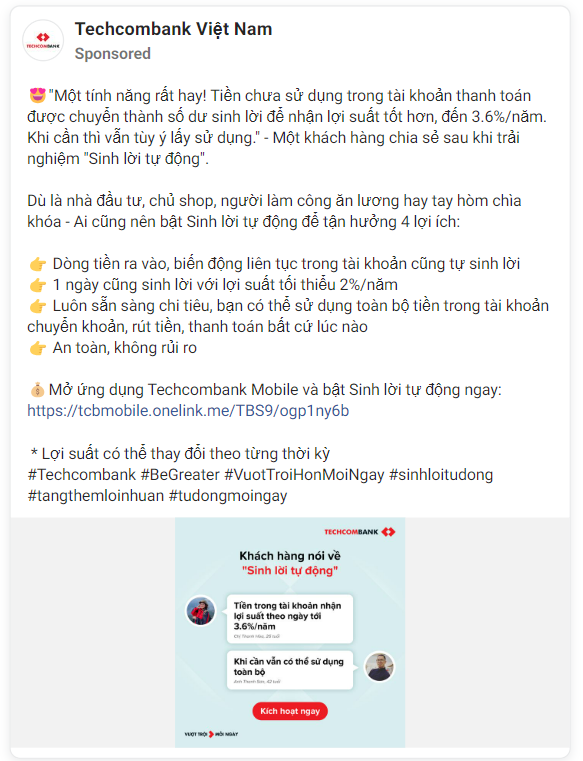 TECHCOMBANK
Techcombank Việt Nam
Sponsored
😍"Một tính năng rất hay! Tiền chưa sử dụng trong tài khoản thanh toán
được chuyển thành số dư sinh lời để nhận lợi suất tốt hơn, đến 3.6%/năm.
Khi cần thì vẫn tùy ý lấy sử dụng." - Một khách hàng chia sẻ sau khi trải
nghiệm "Sinh lời tự động".
Dù là nhà đầu tư, chủ shop, người làm công ăn lương hay tay hòm chìa
khóa - Ai cũng nên bật Sinh lời tự động để tận hưởng 4 lợi ích:
👉 Dòng tiền ra vào, biến động liên tục trong tài khoản cũng tự sinh lời
👉 1 ngày cũng sinh lời với lợi suất tối thiểu 2%/năm
👉 Luôn sẵn sàng chi tiêu, bạn có thể sử dụng toàn bộ tiền trong tài khoản
chuyển khoản, rút tiền, thanh toán bất cứ lúc nào
👉 An toàn, không rủi ro
💰Mở ứng dụng Techcombank Mobile và bật Sinh lời tự động ngay:
https://tcbmobile.onelink.me/TBS9/ogp1ny6b
* Lợi suất có thể thay đổi theo từng thời kỳ
#Techcombank #BeGreater #VuotTroiHonMoiNgay #sinhloitudong
#tangthemloinhuan #tudongmoingay
TECHCOMBANK
Khách hàng nói về
"Sinh lời tự động"
Tiền trong tài khoản nhận
lợi suất theo ngày tới
3.6%/năm
Khi cần vẫn có thể sử dụng
toàn bộ
Kích hoạt ngay
VƯỢT TRỘI MỖI NGÀY